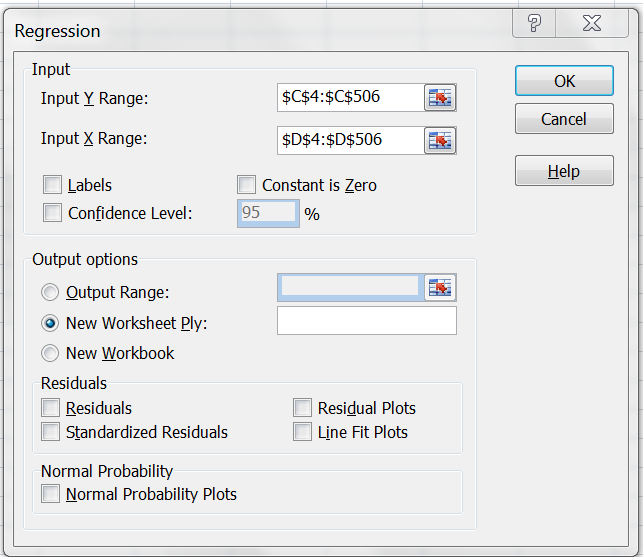 Regression
?
Input
Input Y Range:
$C$4:$C$506
OK
Input X Range:
$D$4:$D$506
Cancel
Help
Labels
Constant is Zero
Confidence Level:
95
%
Output options
Output Range:
New Worksheet Ply:
New Workbook
Residuals
Residuals
Residual Plots
Standardized Residuals
Line Fit Plots
Normal Probability
Normal Probability Plots